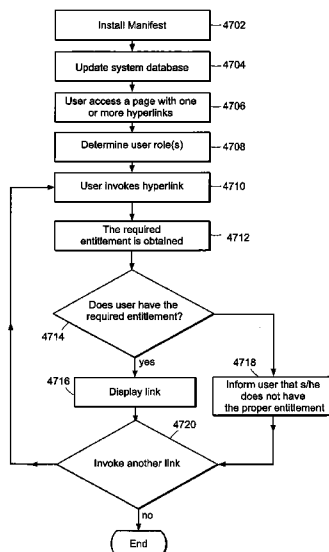 Install Manifest
4702
Update system database
4704
User access a page with one
or more hyperlinks
4706
Determine user role(s)
4708
User invokes hyperlink
4710
The required
entitlement is obtained
4712
Does user have the
required entitlement?
4714
yes
4716
Display link
4718
Inform user that s/he
does not have
the proper entitlement
4720
Invoke another link
no
End